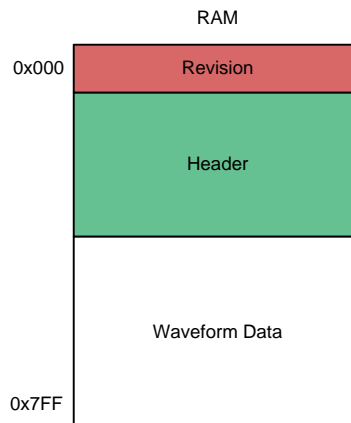 RAM
0x000
Revision
Header
Waveform Data
0x7FF